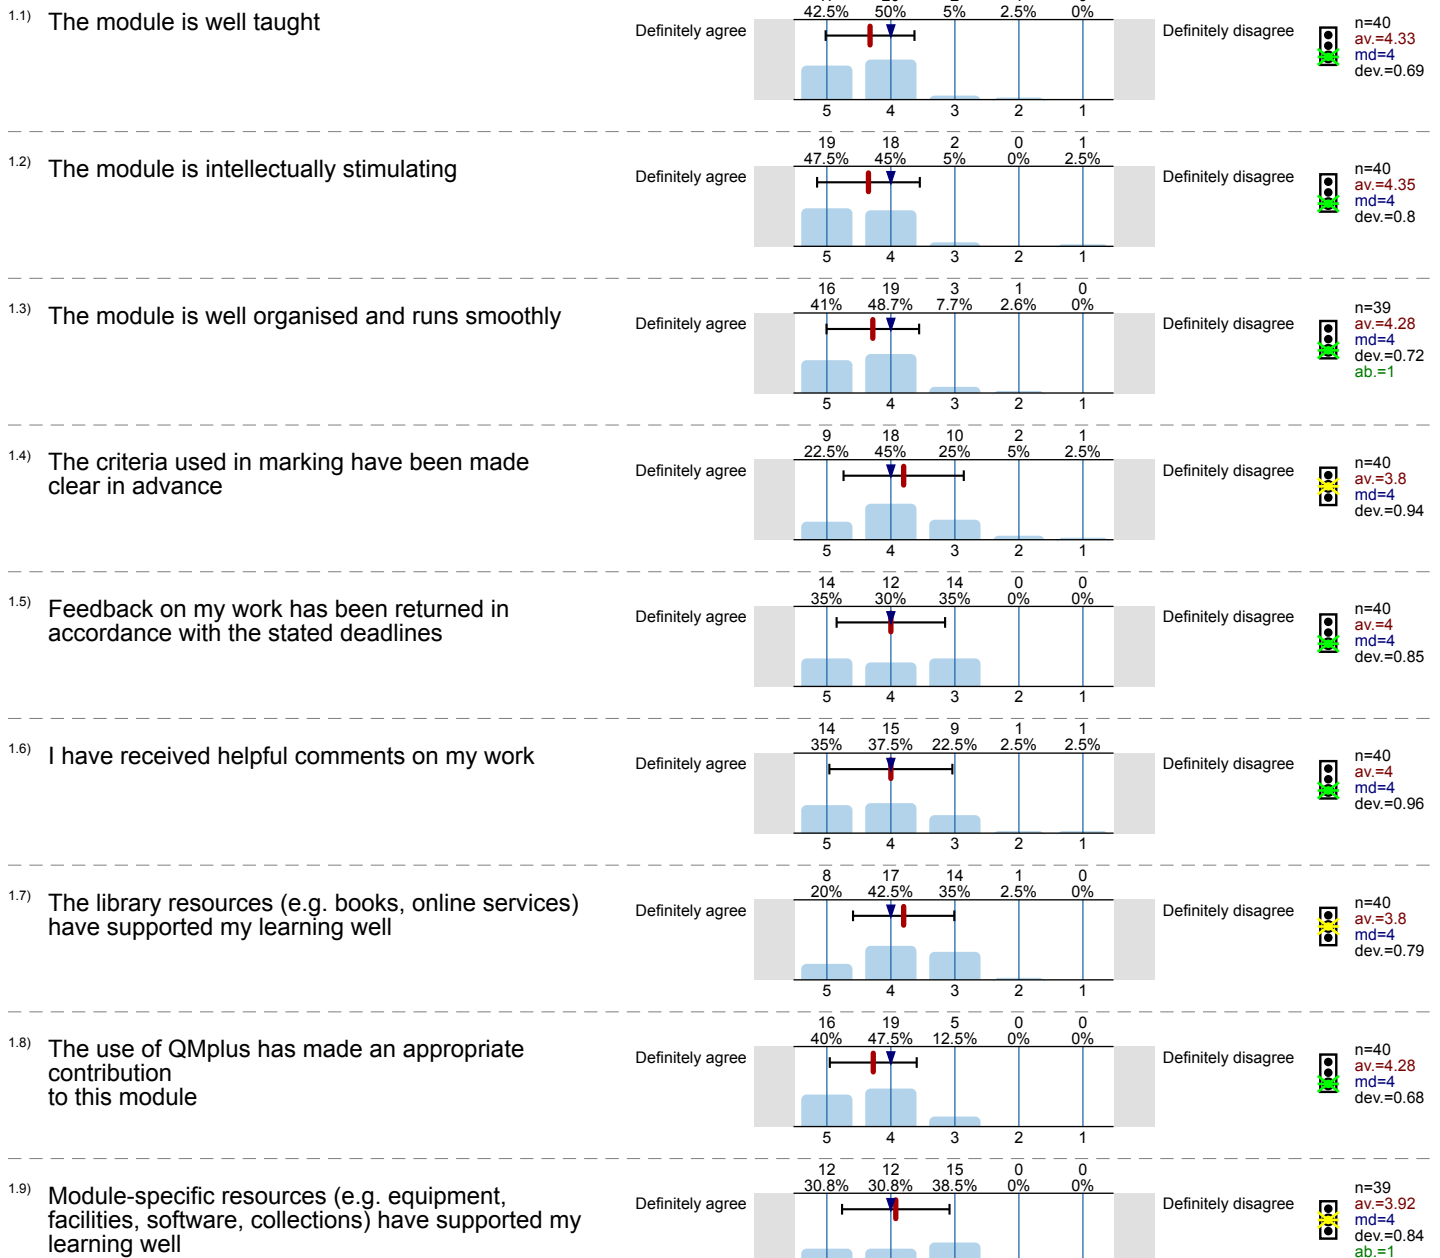 1.1) The module is well taught
Definitely agree
42.5% 50% 5% 2.5% 0%
5 4 3 2 1
Definitely disagree
n=40
av.=4.33
md=4
dev.=0.69
1.2) The module is intellectually stimulating
Definitely agree
19 18 2 0 1
47.5% 45% 5% 0% 2.5%
5 4 3 2 1
Definitely disagree
n=40
av.=4.35
md=4
dev.=0.8
1.3) The module is well organised and runs smoothly
Definitely agree
16 19 3 1 0
41% 48.7% 7.7% 2.6% 0%
5 4 3 2 1
Definitely disagree
n=39
av.=4.28
md=4
dev.=0.72
ab.=1
1.4) The criteria used in marking have been made
clear in advance
Definitely agree
9 18 10 2 1
22.5% 45% 25% 5% 2.5%
5 4 3 2 1
Definitely disagree
n=40
av.=3.8
md=4
dev.=0.94
1.5) Feedback on my work has been returned in
accordance with the stated deadlines
Definitely agree
14 12 14 0 0
35% 30% 35% 0% 0%
5 4 3 2 1
Definitely disagree
n=40
av.=4
md=4
dev.=0.85
1.6) I have received helpful comments on my work
Definitely agree
14 15 9 1 1
35% 37.5% 22.5% 2.5% 2.5%
5 4 3 2 1
Definitely disagree
n=40
av.=4
md=4
dev.=0.96
1.7) The library resources (e.g. books, online services)
have supported my learning well
Definitely agree
8 17 14 1 0
20% 42.5% 35% 2.5% 0%
5 4 3 2 1
Definitely disagree
n=40
av.=3.8
md=4
dev.=0.79
1.8) The use of QMplus has made an appropriate
contribution
to this module
Definitely agree
16 19 5 0 0
40% 47.5% 12.5% 0% 0%
5 4 3 2 1
Definitely disagree
n=40
av.=4.28
md=4
dev.=0.68
1.9) Module-specific resources (e.g. equipment,
facilities, software, collections) have supported my
learning well
Definitely agree
12 12 15 0 0
30.8% 30.8% 38.5% 0% 0%
Definitely disagree
n=39
av.=3.92
md=4
dev.=0.84
ab.=1